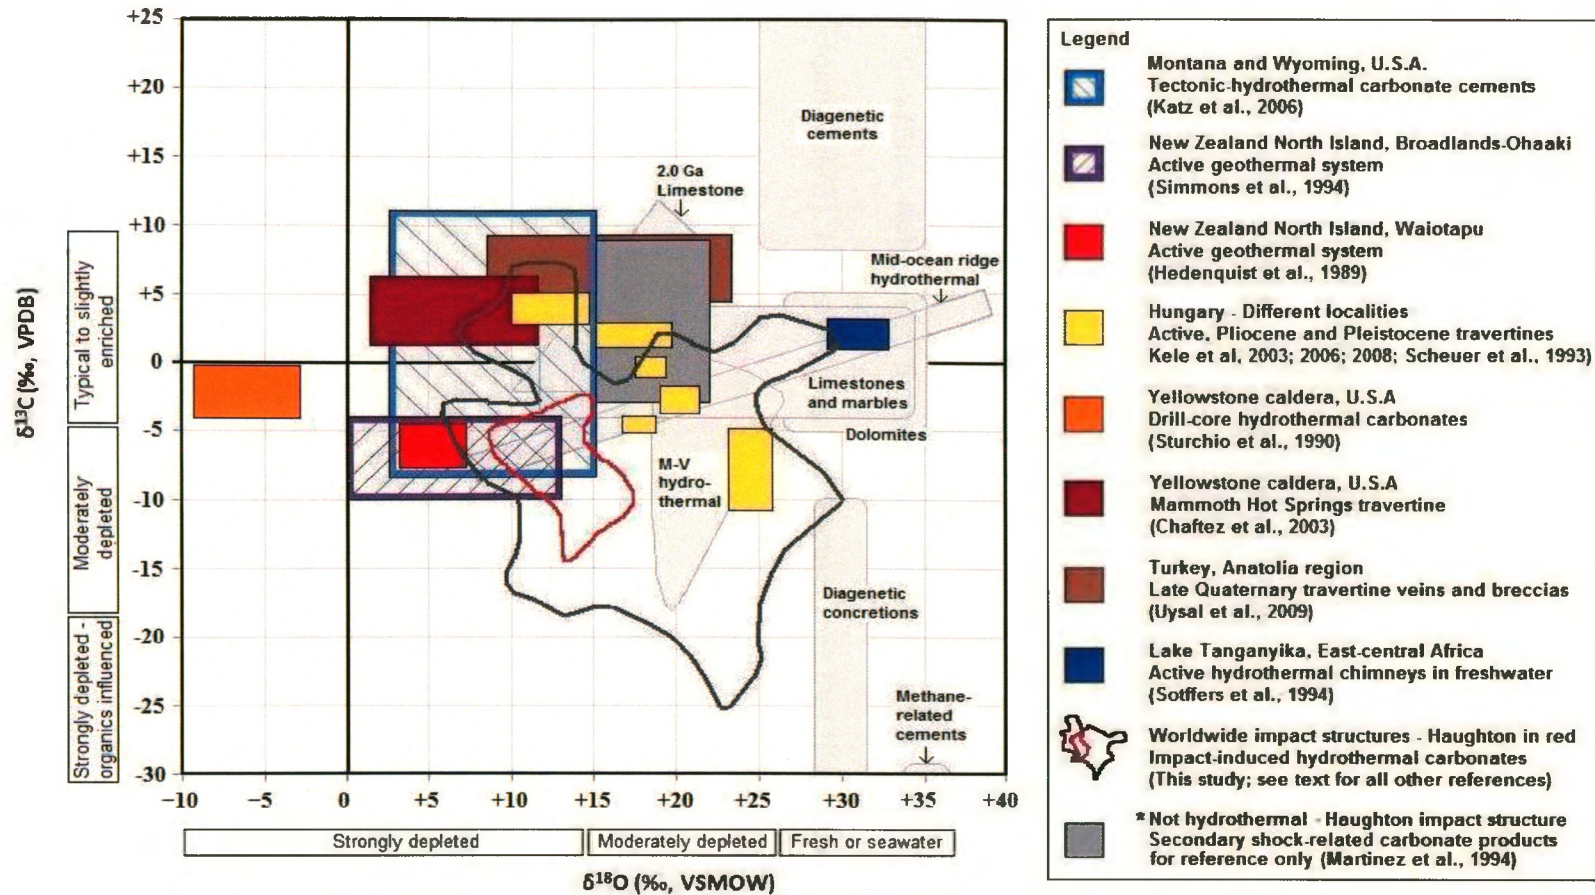 +25
+20
+15
+10
+5
0
-5
-10
-15
-20
-25
-30
δ13C (‰, VPDB)
Typical to slightly
enriched
Moderately
depleted
Strongly depleted -
organics influenced
Diagenetic
cements
2.0 Ga
Limestone
Mid-ocean ridge
hydrothermal
Limestones
and marbles
Dolomites
M-V
hydro-
thermal
Diagenetic
concretions
Methane-
related
cements
−10 −5 0 +5 +10 +15 +20 +25 +30 +35 +40
Strongly depleted Moderately depleted Fresh or seawater
δ18O (‰, VSMOW)
Legend
Montana and Wyoming, U.S.A.
Tectonic-hydrothermal carbonate cements
(Katz et al., 2006)
New Zealand North Island, Broadlands-Ohaaki
Active geothermal system
(Simmons et al., 1994)
New Zealand North Island, Waiotapu
Active geothermal system
(Hedenquist et al., 1989)
Hungary - Different localities
Active, Pliocene and Pleistocene travertines
Kele et al, 2003; 2006; 2008; Scheuer et al., 1993)
Yellowstone caldera, U.S.A
Drill-core hydrothermal carbonates
(Sturchio et al., 1990)
Yellowstone caldera, U.S.A
Mammoth Hot Springs travertine
(Chaftez et al., 2003)
Turkey, Anatolia region
Late Quaternary travertine veins and breccias
(Uysal et al., 2009)
Lake Tanganyika, East-central Africa
Active hydrothermal chimneys in freshwater
(Sotffers et al., 1994)
Worldwide impact structures - Haughton in red
Impact-induced hydrothermal carbonates
(This study; see text for all other references)
* Not hydrothermal - Haughton impact structure
Secondary shock-related carbonate products
for reference only (Martinez et al., 1994)